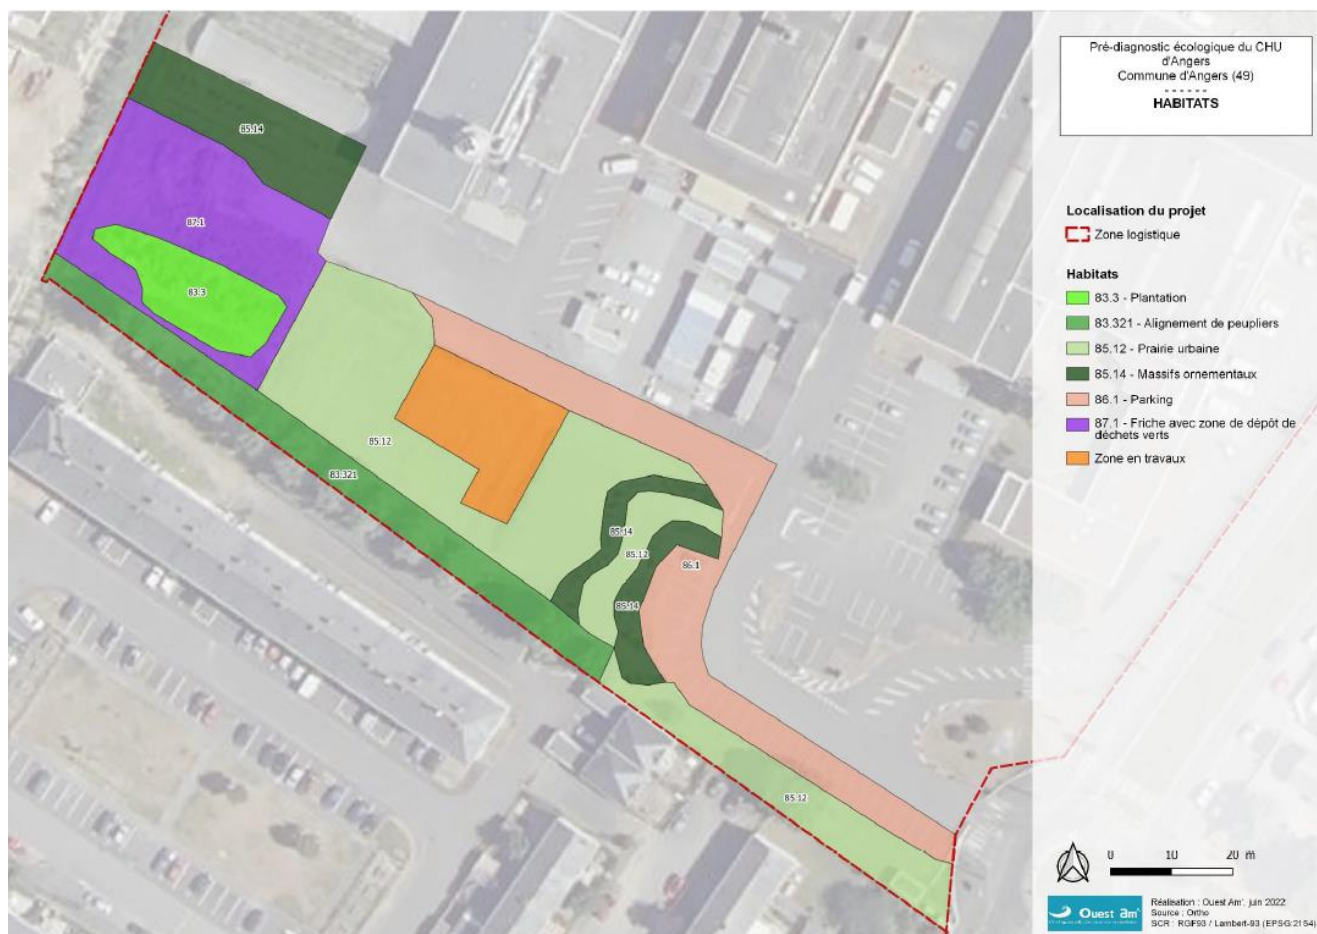 Pré-diagnostic écologique du CHU
d'Angers
Commune d'Angers (49)
------
HABITATS
Localisation du projet
Zone logistique
Habitats
83.3 - Plantation
83.321 - Alignement de peupliers
85.12 - Prairie urbaine
85.14 - Massifs ornementaux
86.1 - Parking
87.1 - Friche avec zone de dépôt de
déchets verts
Zone en travaux
85.14
87.1
83.3
85.12
83.321
85.14
85.12
86.1
85.14
85.12
0 10 20 m
Ouest am'
Réalisation : Ouest Am', juin 2022
Source : Ortho
SCR : RGF93 / Lambert-93 (EPSG:2154)